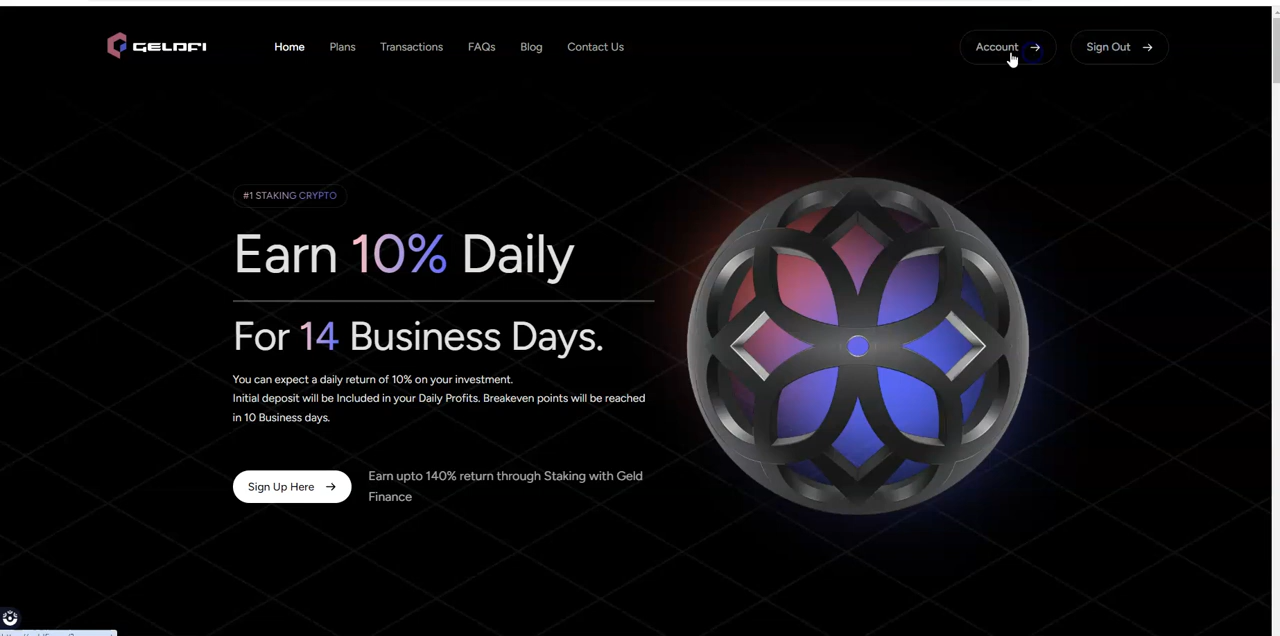 GELDFI
Home Plans Transactions FAQs Blog Contact Us Account Sign Out
#1 STAKING CRYPTO
Earn 10% Daily
For 14 Business Days.
You can expect a daily return of 10% on your investment.
Initial deposit will be Included in your Daily Profits. Breakeven points will be reached
in 10 Business days.
Sign Up Here
Earn upto 140% return through Staking with Geld
Finance